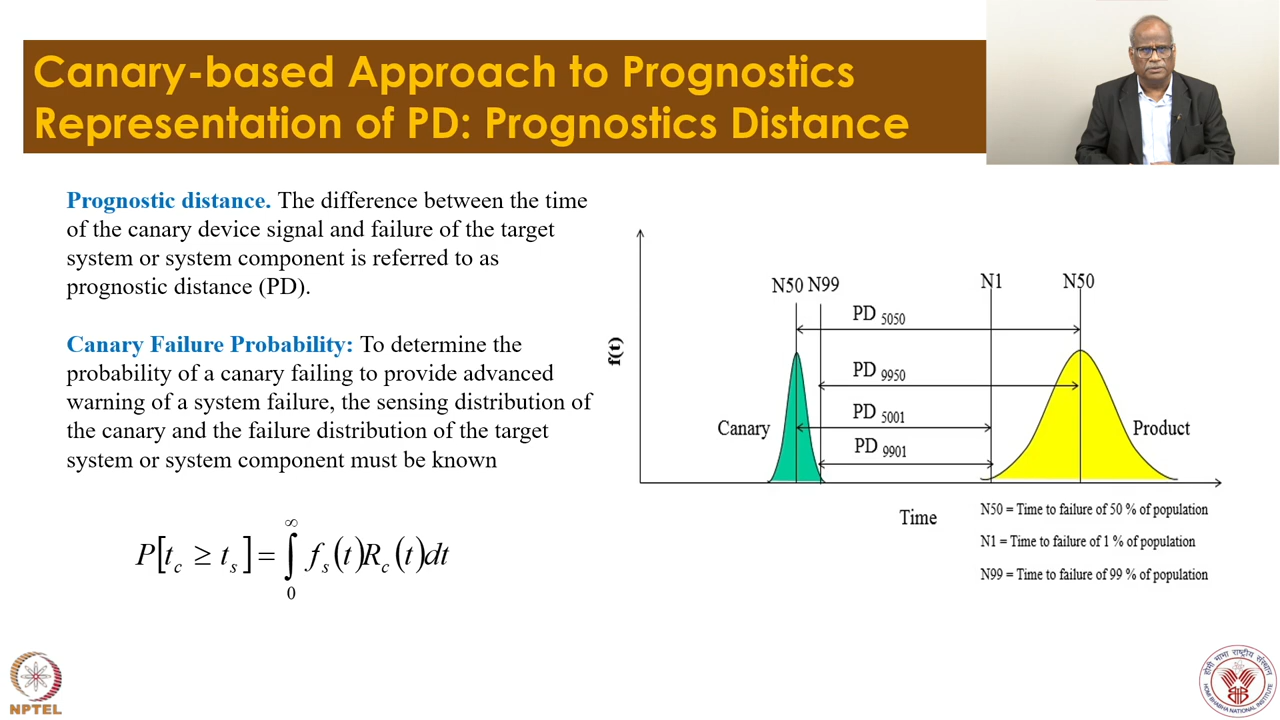 Canary-based Approach to Prognostics
Representation of PD: Prognostics Distance
Prognostic distance. The difference between the time
of the canary device signal and failure of the target
system or system component is referred to as
prognostic distance (PD).
Canary Failure Probability: To determine the
probability of a canary failing to provide advanced
warning of a system failure, the sensing distribution of
the canary and the failure distribution of the target
system or system component must be known
P[t_c ≥ t_s] = ∫_0^∞ f_s(t)R_c(t)dt
f(t)
N50 N99 N1 N50
PD 5050
PD 9950
PD 5001
PD 9901
Canary
Product
Time
N50 = Time to failure of 50 % of population
N1 = Time to failure of 1 % of population
N99 = Time to failure of 99 % of population
NPTEL
होमी भाभा राष्ट्रीय संस्थान
HOMI BHABHA NATIONAL INSTITUTE